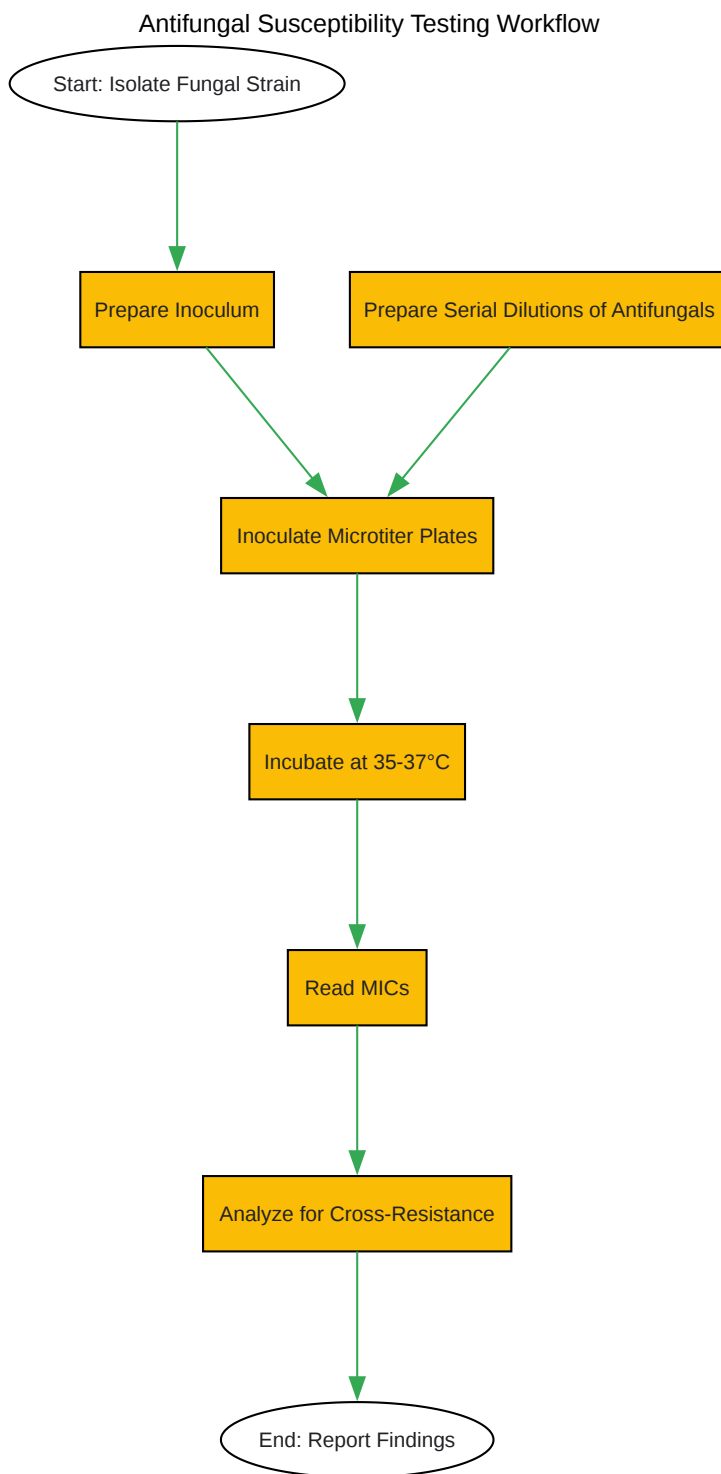 Antifungal Susceptibility Testing Workflow
Start: Isolate Fungal Strain
Prepare Inoculum
Prepare Serial Dilutions of Antifungals
Inoculate Microtiter Plates
Incubate at 35-37°C
Read MICs
Analyze for Cross-Resistance
End: Report Findings